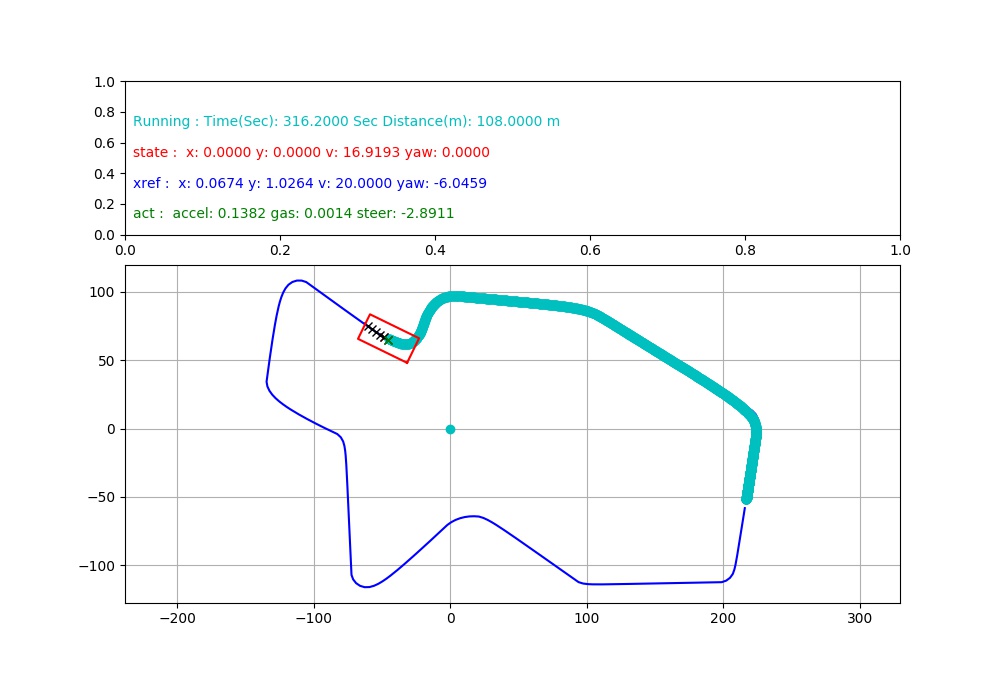 1.0
0.8
0.6
0.4
0.2
0.0
Running : Time(Sec): 316.2000 Sec Distance(m): 108.0000 m
state :  x: 0.0000 y: 0.0000 v: 16.9193 yaw: 0.0000
xref :  x: 0.0674 y: 1.0264 v: 20.0000 yaw: -6.0459
act :  accel: 0.1382 gas: 0.0014 steer: -2.8911
0.0 0.2 0.4 0.6 0.8 1.0
100
50
0
−50
−100
−200 −100 0 100 200 300